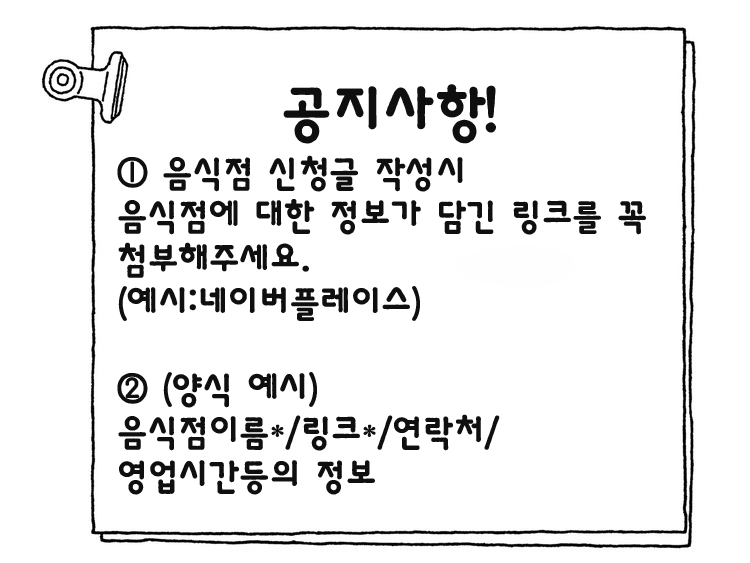 공지사항!
① 음식점 신청글 작성시
음식점에 대한 정보가 담긴 링크를 꼭
첨부해주세요.
(예시:네이버플레이스)
② (양식 예시)
음식점이름*/링크*/연락처/
영업시간등의 정보